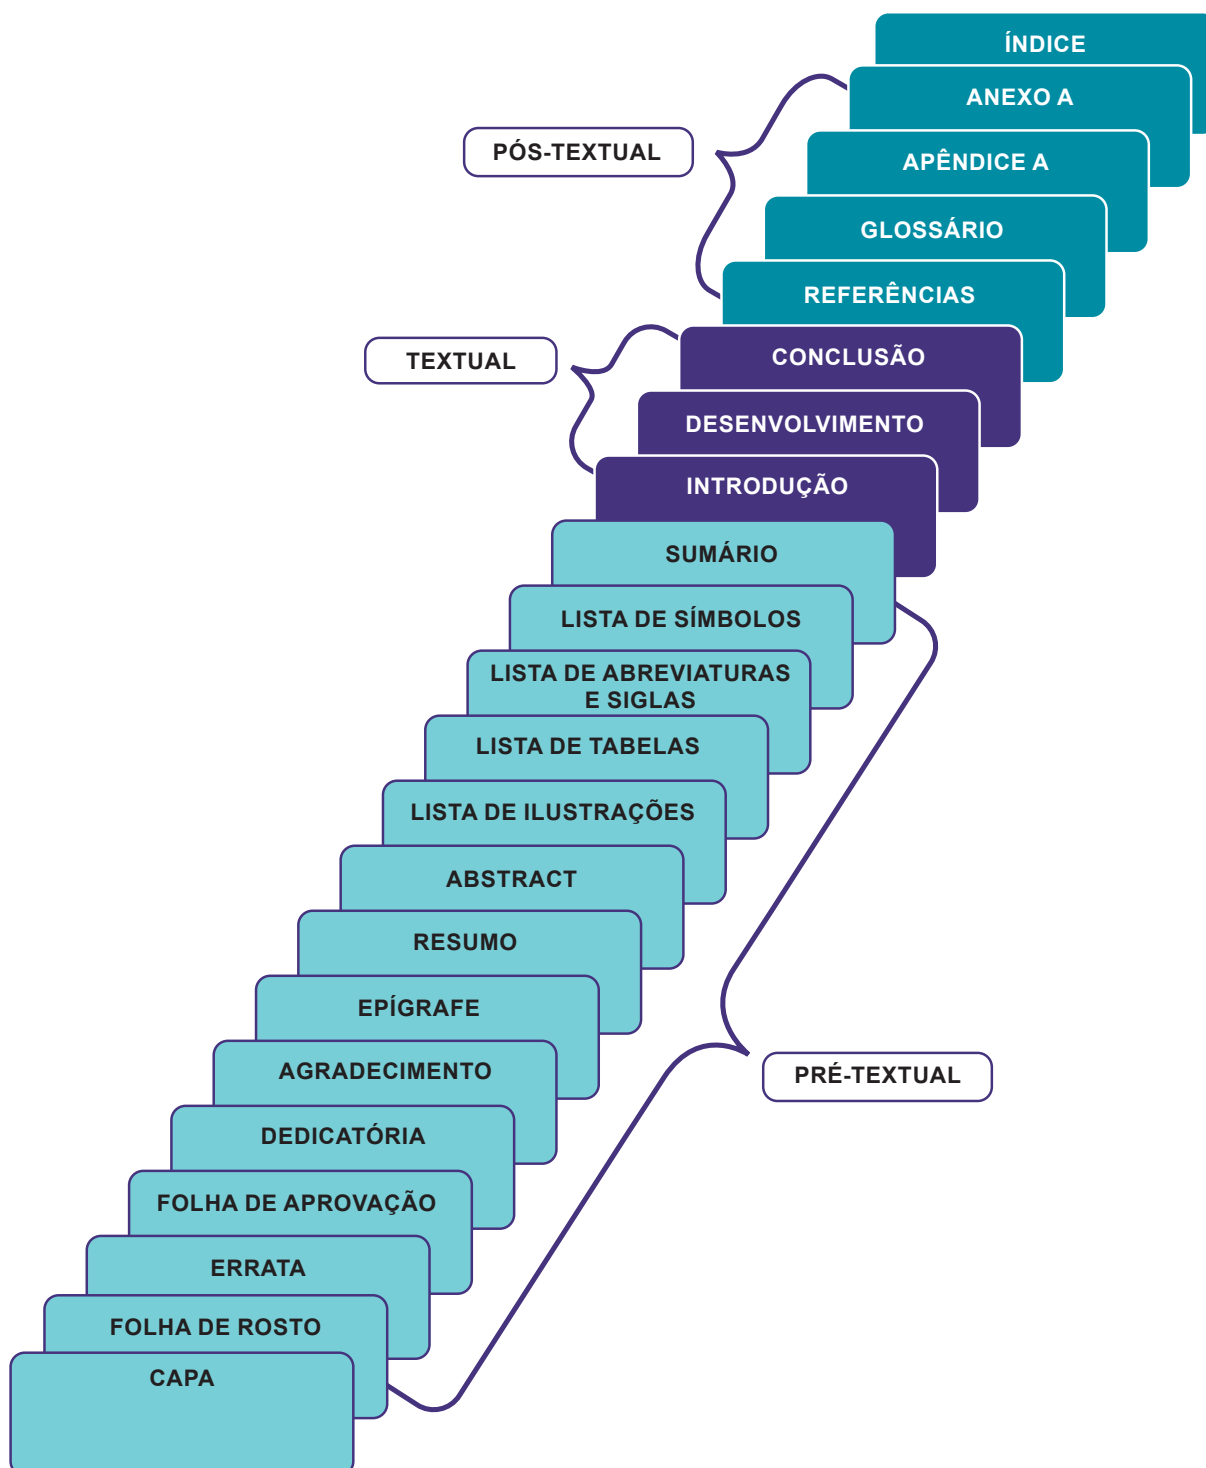 ÍNDICE
ANEXO A
PÓS-TEXTUAL
APÊNDICE A
GLOSSÁRIO
REFERÊNCIAS
TEXTUAL
CONCLUSÃO
DESENVOLVIMENTO
INTRODUÇÃO
SUMÁRIO
LISTA DE SÍMBOLOS
LISTA DE ABREVIATURAS
E SIGLAS
LISTA DE TABELAS
LISTA DE ILUSTRAÇÕES
ABSTRACT
RESUMO
EPÍGRAFE
AGRADECIMENTO
PRÉ-TEXTUAL
DEDICATÓRIA
FOLHA DE APROVAÇÃO
ERRATA
FOLHA DE ROSTO
CAPA